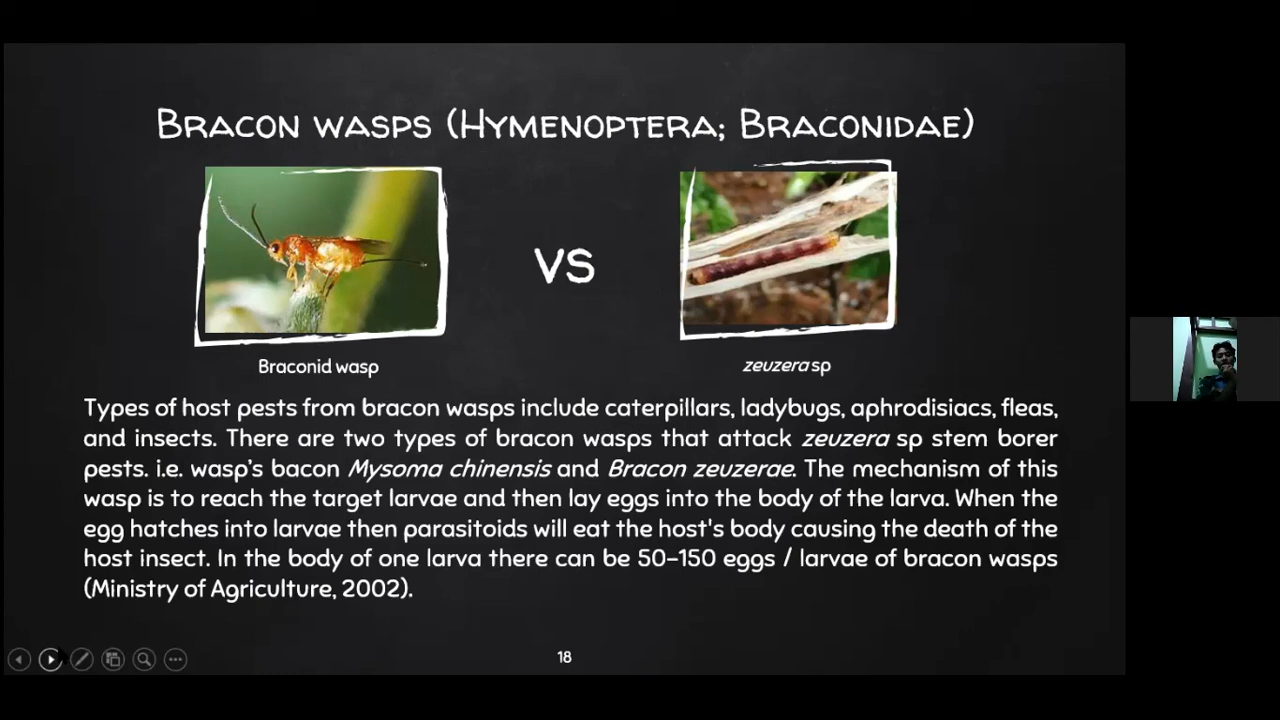 BRACON WASPS (HYMENOPTERA; BRACONIDAE)
VS
Braconid wasp
zeuzera sp
Types of host pests from bracon wasps include caterpillars, ladybugs, aphrodisiacs, fleas,
and insects. There are two types of bracon wasps that attack zeuzera sp stem borer
pests. i.e. wasp's bacon Mysoma chinensis and Bracon zeuzerae. The mechanism of this
wasp is to reach the target larvae and then lay eggs into the body of the larva. When the
egg hatches into larvae then parasitoids will eat the host's body causing the death of the
host insect. In the body of one larva there can be 50-150 eggs / larvae of bracon wasps
(Ministry of Agriculture, 2002).
18